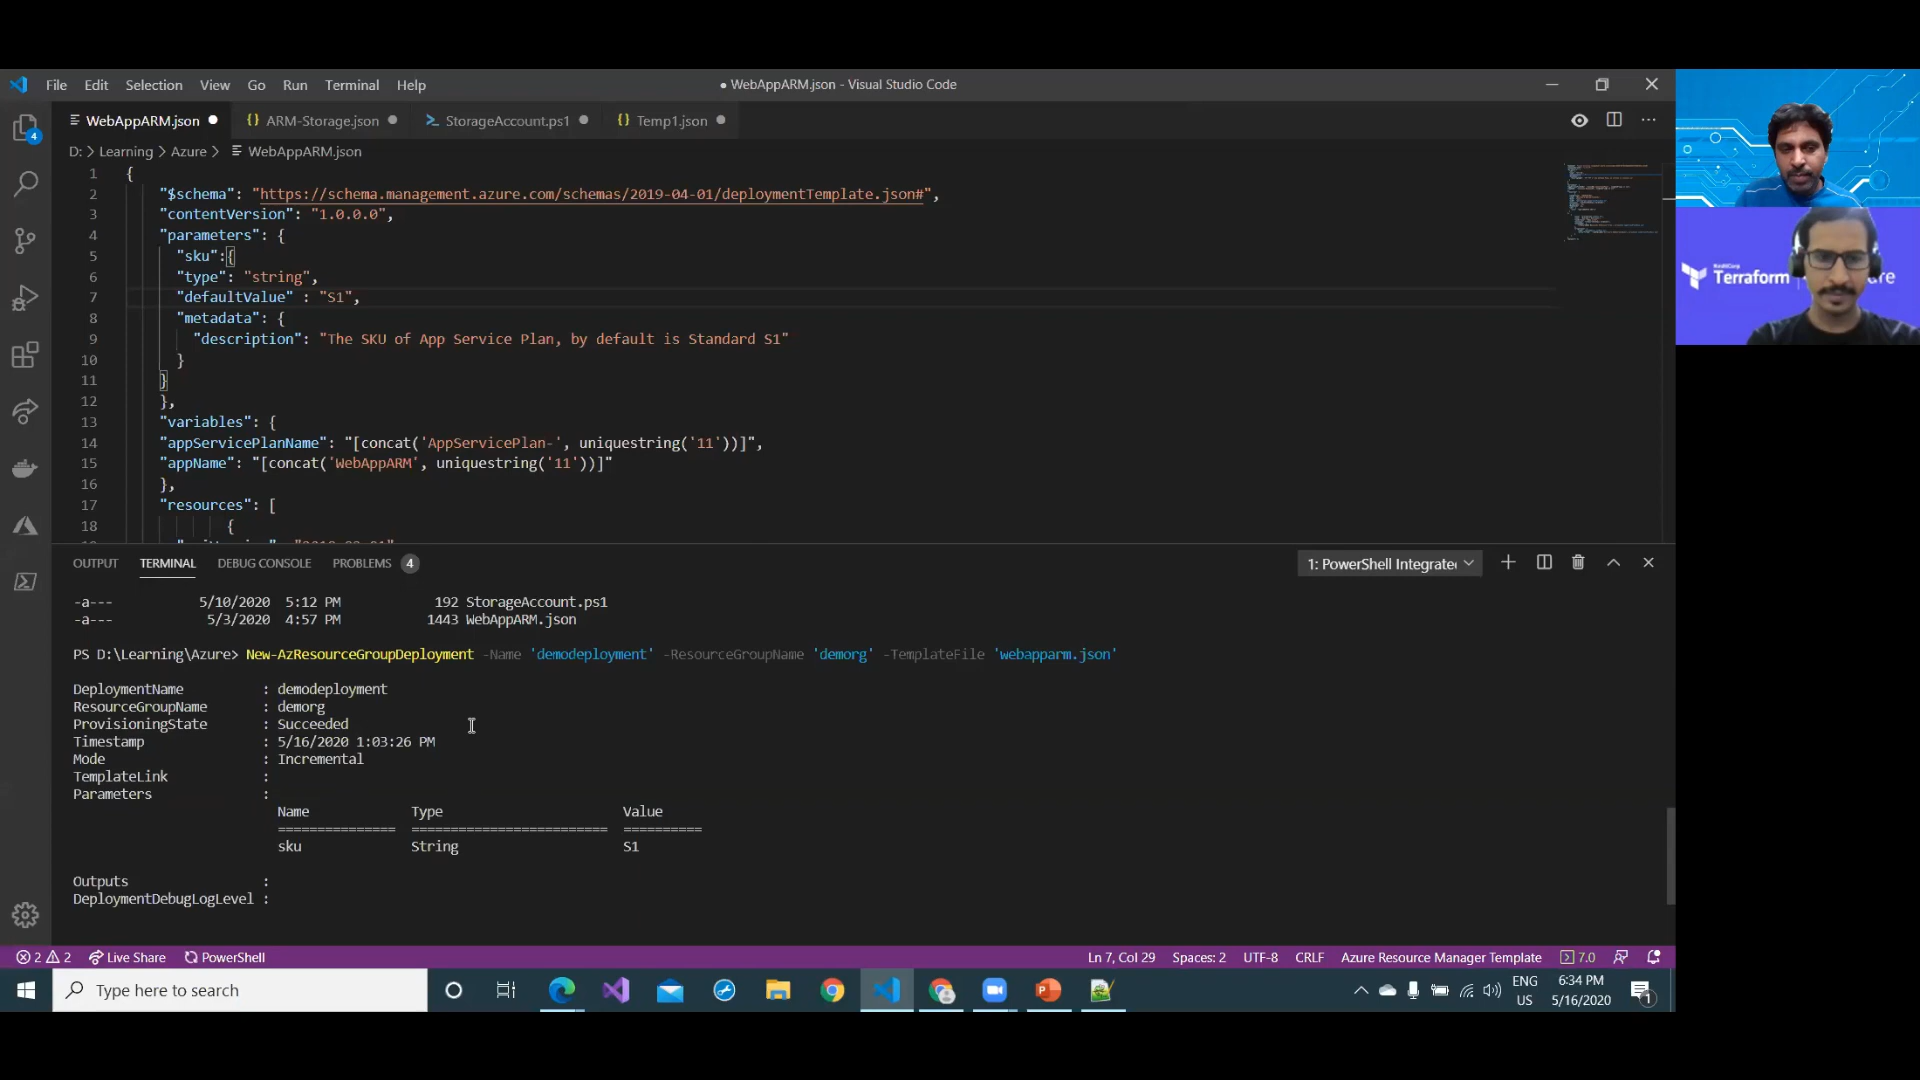 File Edit Selection View Go Run Terminal Help
● WebAppARM.json - Visual Studio Code
WebAppARM.json
ARM-Storage.json
StorageAccount.ps1
Temp1.json
4
D: > Learning > Azure > WebAppARM.json
1 {
2 "$schema": "https://schema.management.azure.com/schemas/2019-04-01/deploymentTemplate.json#",
3 "contentVersion": "1.0.0.0",
4 "parameters": {
5 "sku":{
6 "type": "string",
7 "defaultValue" : "S1",
8 "metadata": {
9 "description": "The SKU of App Service Plan, by default is Standard S1"
10 }
11 }
12 },
13 "variables": {
14 "appServicePlanName": "[concat('AppServicePlan-', uniquestring('11'))]",
15 "appName": "[concat('WebAppARM', uniquestring('11'))]"
16 },
17 "resources": [
18 {
Terraform
OUTPUT TERMINAL DEBUG CONSOLE PROBLEMS 4
1: PowerShell Integrate
-a--- 5/10/2020 5:12 PM 192 StorageAccount.ps1
-a--- 5/3/2020 4:57 PM 1443 WebAppARM.json
PS D:\Learning\Azure> New-AzResourceGroupDeployment -Name 'demodeployment' -ResourceGroupName 'demorg' -TemplateFile 'webapparm.json'
DeploymentName : demodeployment
ResourceGroupName : demorg
ProvisioningState : Succeeded
Timestamp : 5/16/2020 1:03:26 PM
Mode : Incremental
TemplateLink :
Parameters :
Name Type Value
=============== ========================= ==========
sku String S1
Outputs :
DeploymentDebugLogLevel :
2 2 Live Share PowerShell
Ln 7, Col 29 Spaces: 2 UTF-8 CRLF Azure Resource Manager Template 7.0
Type here to search
ENG
US
6:34 PM
5/16/2020
1